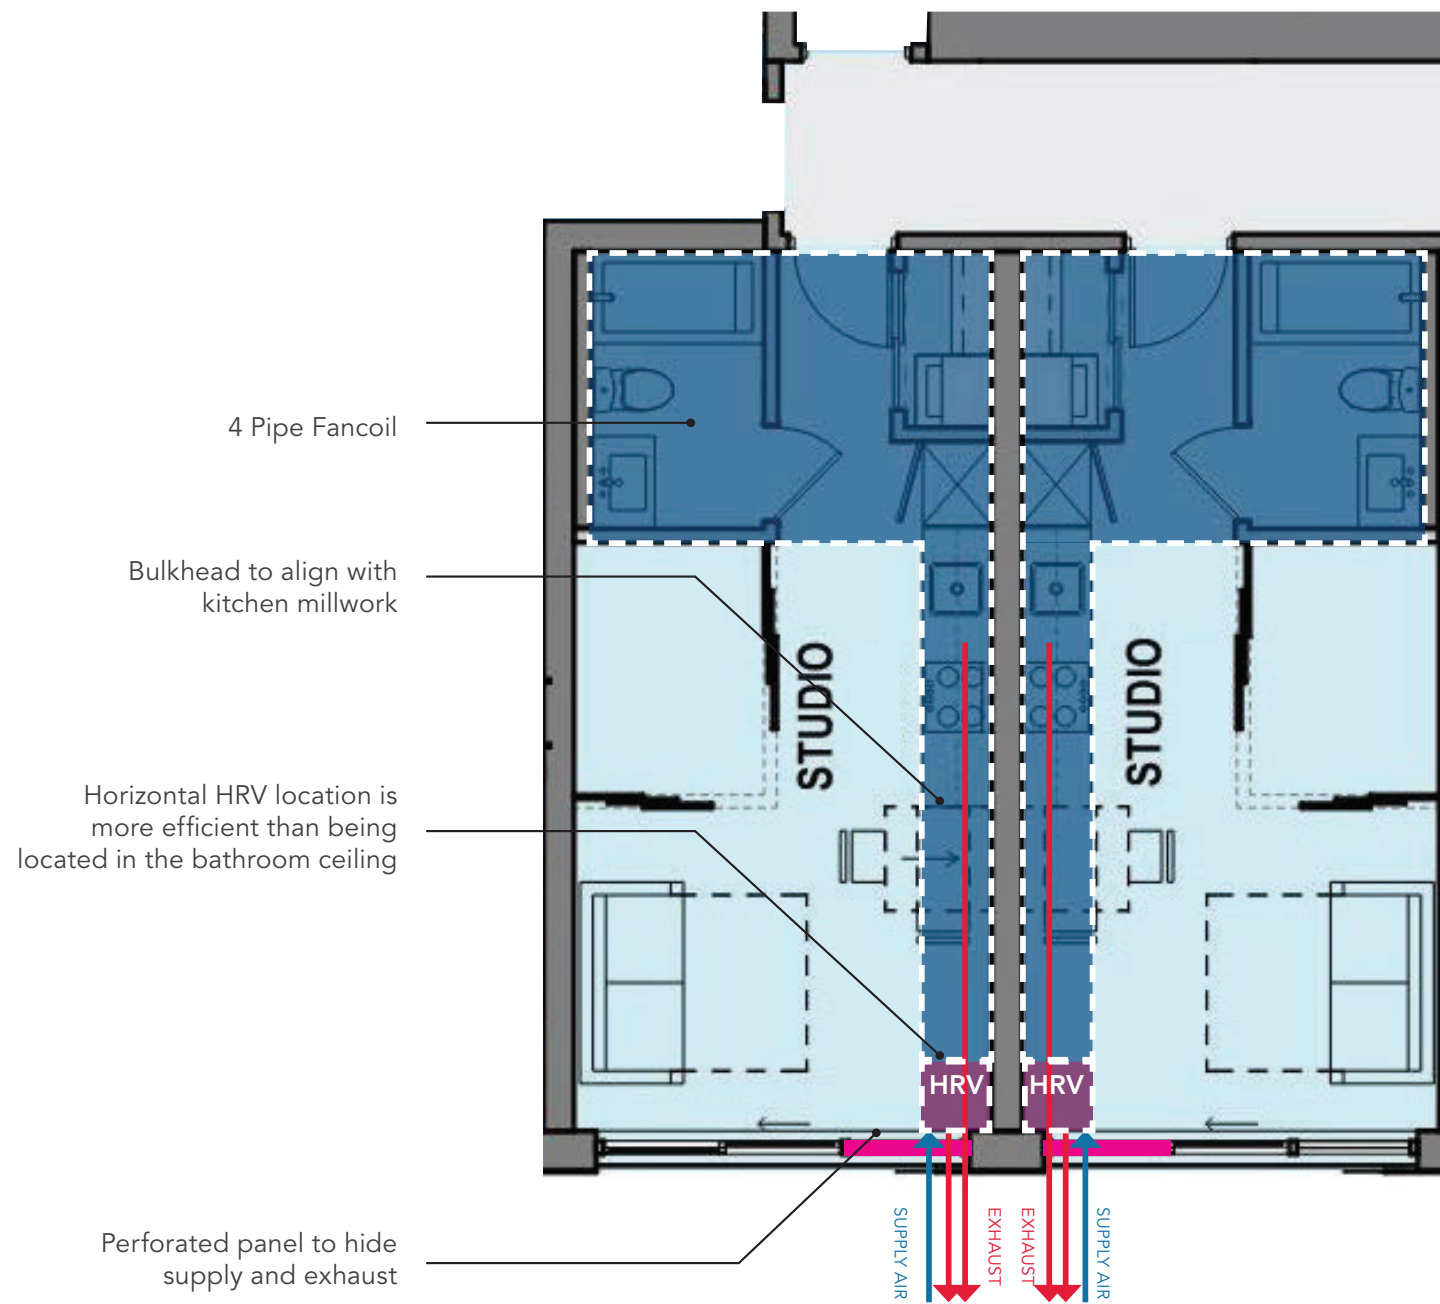 4 Pipe Fancoil
Bulkhead to align with
kitchen millwork
STUDIO
STUDIO
Horizontal HRV location is
more efficient than being
located in the bathroom ceiling
HRV
HRV
Perforated panel to hide
supply and exhaust
SUPPLY AIR
EXHAUST
EXHAUST
SUPPLY AIR